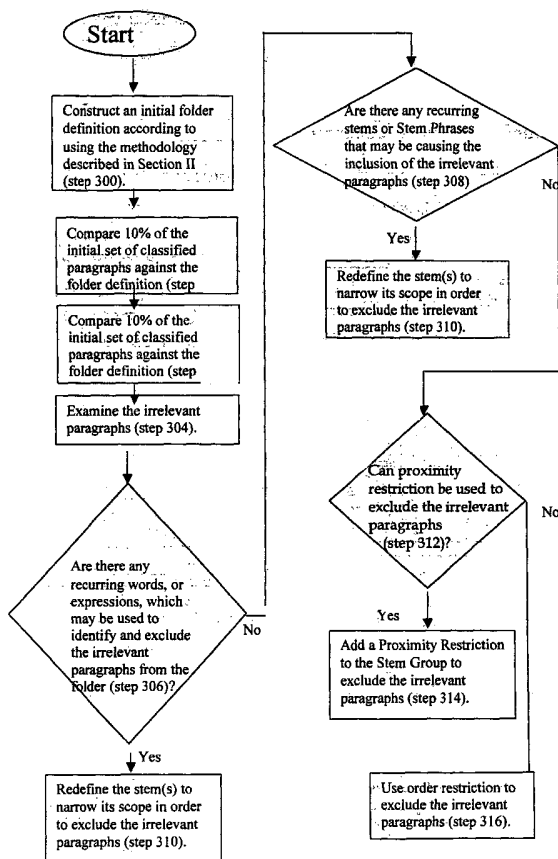 Start
Construct an initial folder
definition according to
using the methodology
described in Section II
(step 300).
Compare 10% of the
initial set of classified
paragraphs against the
folder definition (step
Compare 10% of the
initial set of classified
paragraphs against the
folder definition (step
Examine the irrelevant
paragraphs (step 304).
Are there any
recurring words, or
expressions, which
may be used to
identify and exclude
the irrelevant
paragraphs from the
folder (step 306)?
No
Yes
Redefine the stem(s) to
narrow its scope in order
to exclude the irrelevant
paragraphs (step 310).
Are there any recurring
stems or Stem Phrases
that may be causing the
inclusion of the irrelevant
paragraphs (step 308)
No
Yes
Redefine the stem(s) to
narrow its scope in order
to exclude the irrelevant
paragraphs (step 310).
Can proximity
restriction be used to
exclude the irrelevant
paragraphs
(step 312)?
No
Yes
Add a Proximity Restriction
to the Stem Group to
exclude the irrelevant
paragraphs (step 314).
Use order restriction to
exclude the irrelevant
paragraphs (step 316).